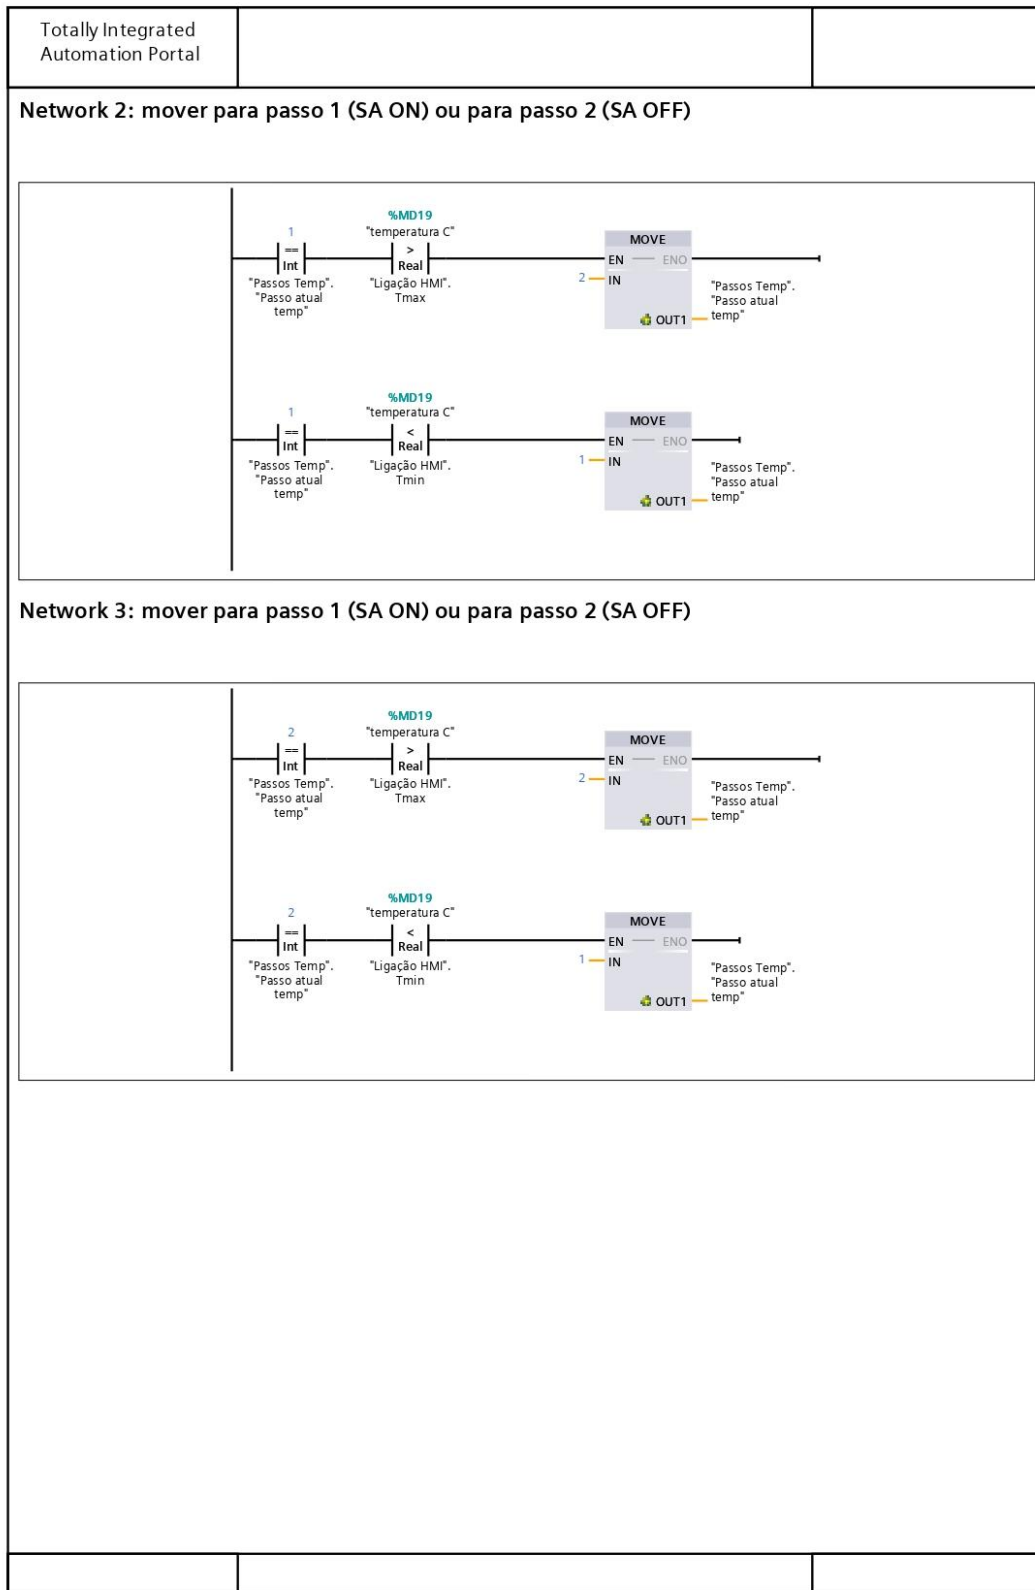 Totally Integrated
Automation Portal
Network 2: mover para passo 1 (SA ON) ou para passo 2 (SA OFF)
1
==
Int
"Passos Temp".
"Passo atual
temp"
%MD19
"temperatura C"
>
Real
"Ligação HMI".
Tmax
MOVE
EN ENO
2 IN
OUT1
"Passos Temp".
"Passo atual
temp"
1
==
Int
"Passos Temp".
"Passo atual
temp"
%MD19
"temperatura C"
<
Real
"Ligação HMI".
Tmin
MOVE
EN ENO
1 IN
OUT1
"Passos Temp".
"Passo atual
temp"
Network 3: mover para passo 1 (SA ON) ou para passo 2 (SA OFF)
2
==
Int
"Passos Temp".
"Passo atual
temp"
%MD19
"temperatura C"
>
Real
"Ligação HMI".
Tmax
MOVE
EN ENO
2 IN
OUT1
"Passos Temp".
"Passo atual
temp"
2
==
Int
"Passos Temp".
"Passo atual
temp"
%MD19
"temperatura C"
<
Real
"Ligação HMI".
Tmin
MOVE
EN ENO
1 IN
OUT1
"Passos Temp".
"Passo atual
temp"